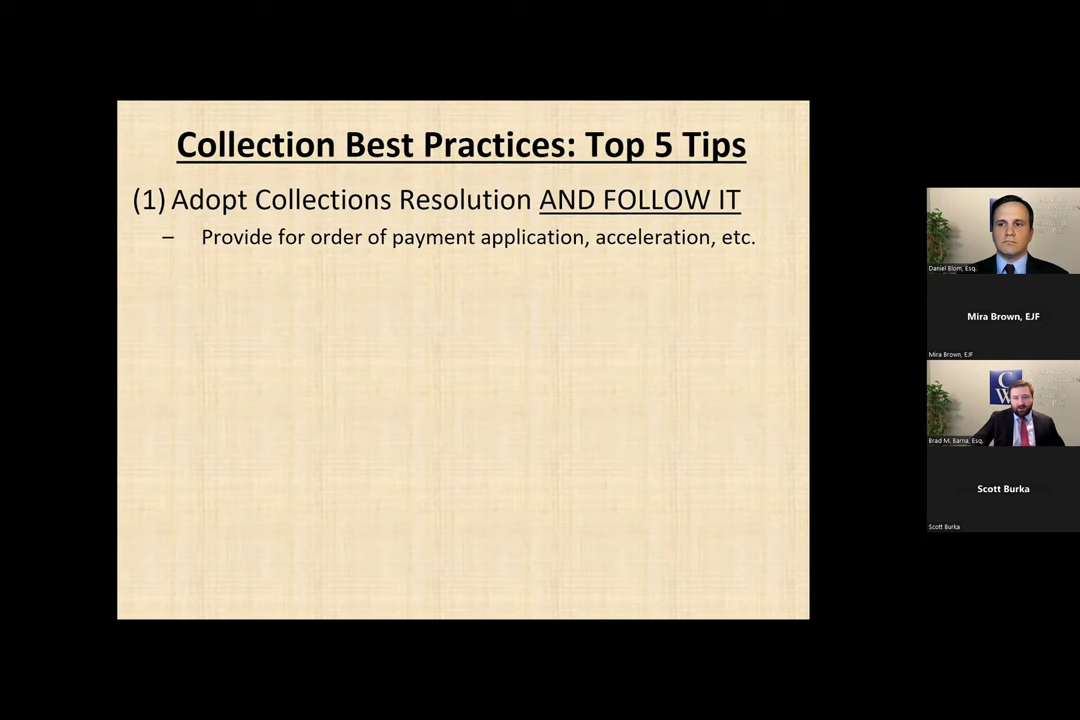 Collection Best Practices: Top 5 Tips
(1) Adopt Collections Resolution AND FOLLOW IT
– Provide for order of payment application, acceleration, etc.
Daniel Blom, Esq.
Mira Brown, EJF
Mira Brown, EJF
C
W
Brad M. Barna, Esq.
Scott Burka
Scott Burka